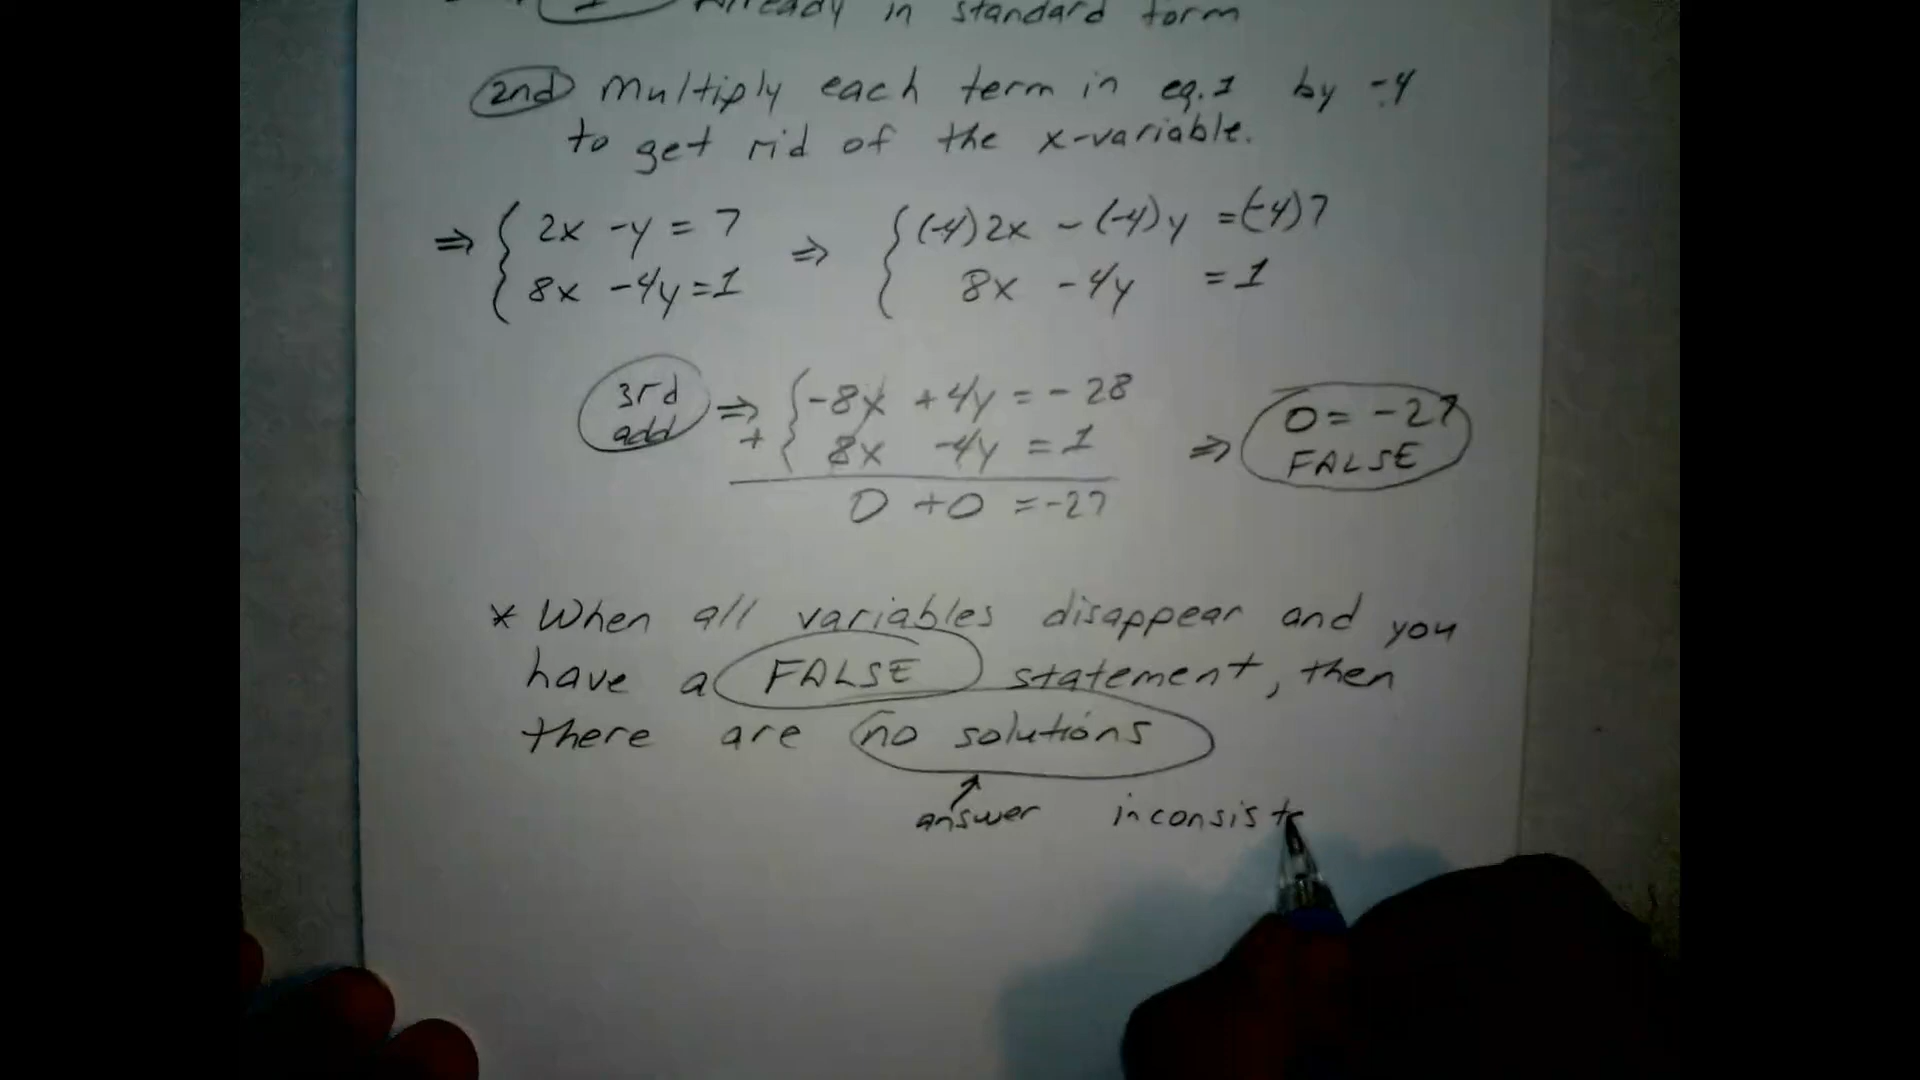 1 Already in standard form
2nd Multiply each term in eq.1 by -4
to get rid of the x-variable.
⇒ { 2x -y = 7 ⇒ { (-4)2x - (-4)y = (-4)7
8x -4y = 1 8x -4y = 1
3rd add ⇒ { -8x +4y = -28
+ 8x -4y = 1 ⇒ 0 = -27 FALSE
0 +0 = -27
* When all variables disappear and you
have a FALSE statement, then
there are no solutions
answer inconsiste